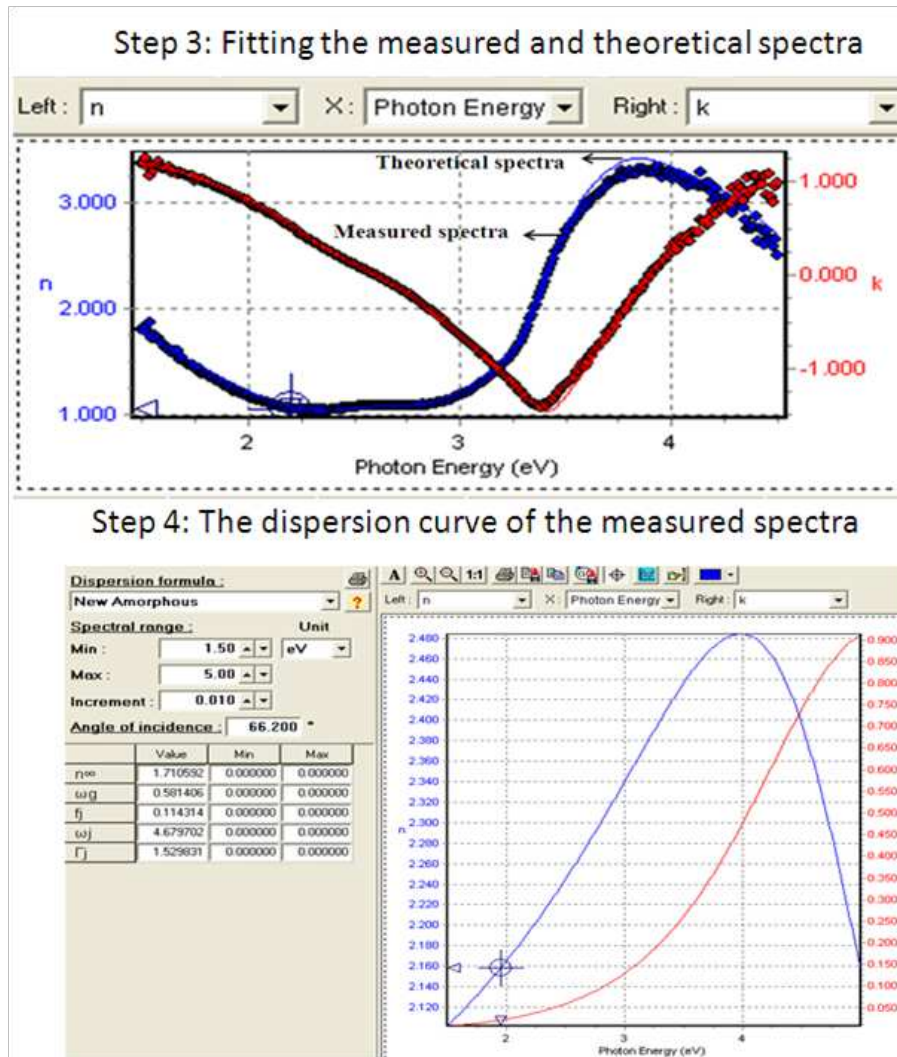 Step 3: Fitting the measured and theoretical spectra
Left : n X : Photon Energy Right : k
Theoretical spectra
Measured spectra
3.000
2.000
1.000
n
1.000
0.000
-1.000
k
2 3 4
Photon Energy (eV)
Step 4: The dispersion curve of the measured spectra
Dispersion formula :
New Amorphous ?
Spectral range : Unit
Min : 1.50 eV
Max : 5.00
Increment : 0.010
Angle of incidence : 66.200 °
Value Min Max
n∞ 1.710592 0.000000 0.000000
ωg 0.581406 0.000000 0.000000
fj 0.114314 0.000000 0.000000
ωj 4.679702 0.000000 0.000000
Γj 1.529831 0.000000 0.000000
A 1:1
Left : n X : Photon Energy Right : k
2.480
2.460
2.440
2.420
2.400
2.380
2.360
2.340
2.320
2.300
n
2.280
2.260
2.240
2.220
2.200
2.180
2.160
2.140
2.120
0.900
0.850
0.800
0.750
0.700
0.650
0.600
0.550
0.500
0.450
0.400
0.350
0.300
0.250
0.200
0.150
0.100
0.050
2 3 4
Photon Energy (eV)